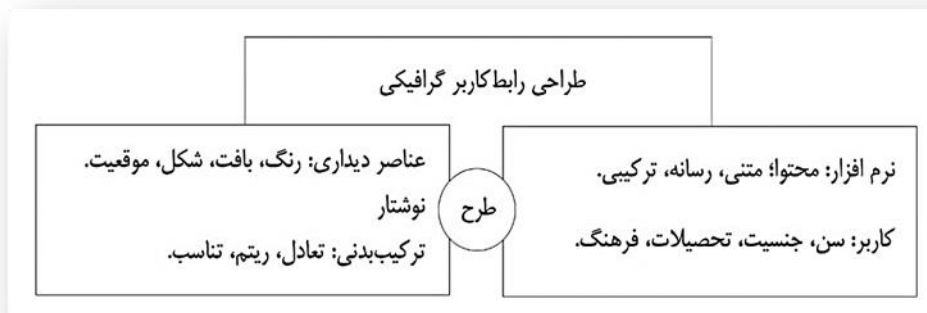 طراحی رابط‌کاربر گرافیکی
نرم افزار: محتوا؛ متنی، رسانه، ترکیبی.
کاربر: سن، جنسیت، تحصیلات، فرهنگ.
طرح
عناصر دیداری: رنگ، بافت، شکل، موقعیت.
نوشتار
ترکیب‌بدنی: تعادل، ریتم، تناسب.